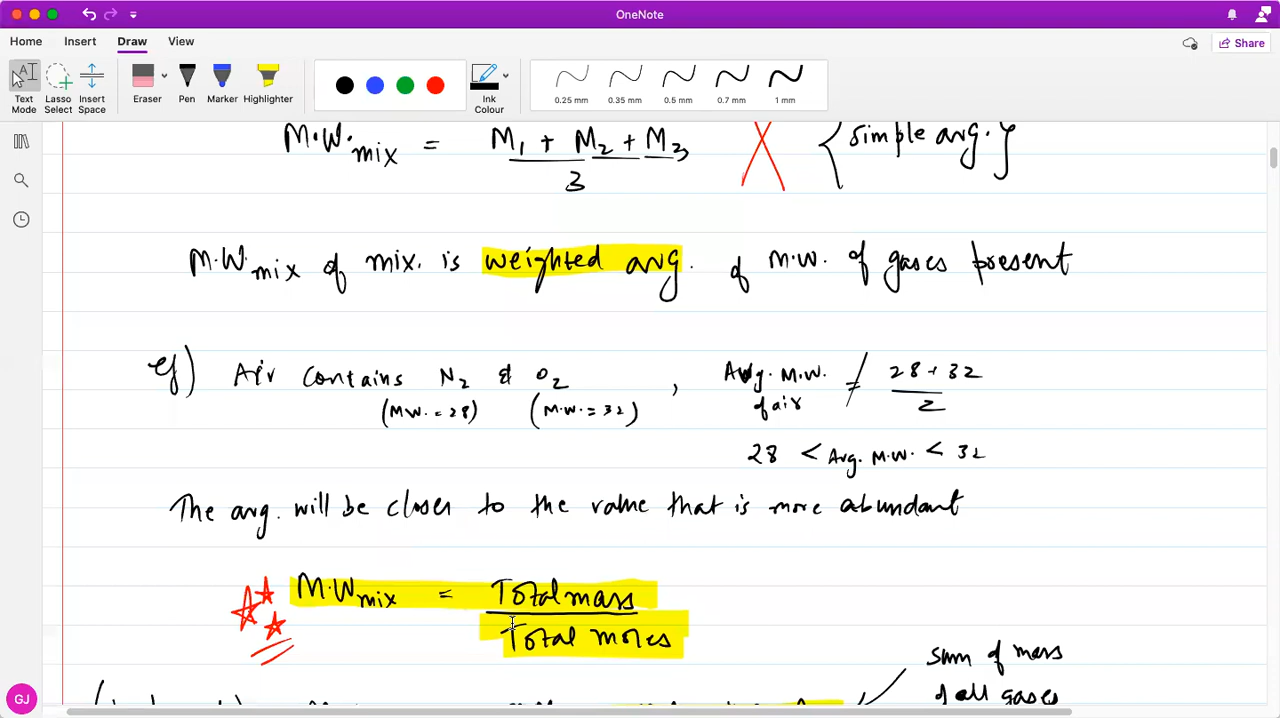 OneNote
Home Insert Draw View Share
Text Mode
Lasso Select
Insert Space
Eraser
Pen
Marker
Highlighter
Ink Colour
0.25 mm 0.35 mm 0.5 mm 0.7 mm 1 mm
M.W.mix = M1 + M2 + M3 / 3 X { simple avg. }
M.W.mix of mix. is weighted avg. of M.W. of gases present
eg) Air contains N2 & O2 , Avg. M.W. of air ≠ 28 + 32 / 2
(M.W. = 28) (M.W. = 32)
28 < Avg. M.W. < 32
The avg. will be closer to the value that is more abundant
M.Wmix = Total mass / Total moles
sum of mass
of all gases
GJ